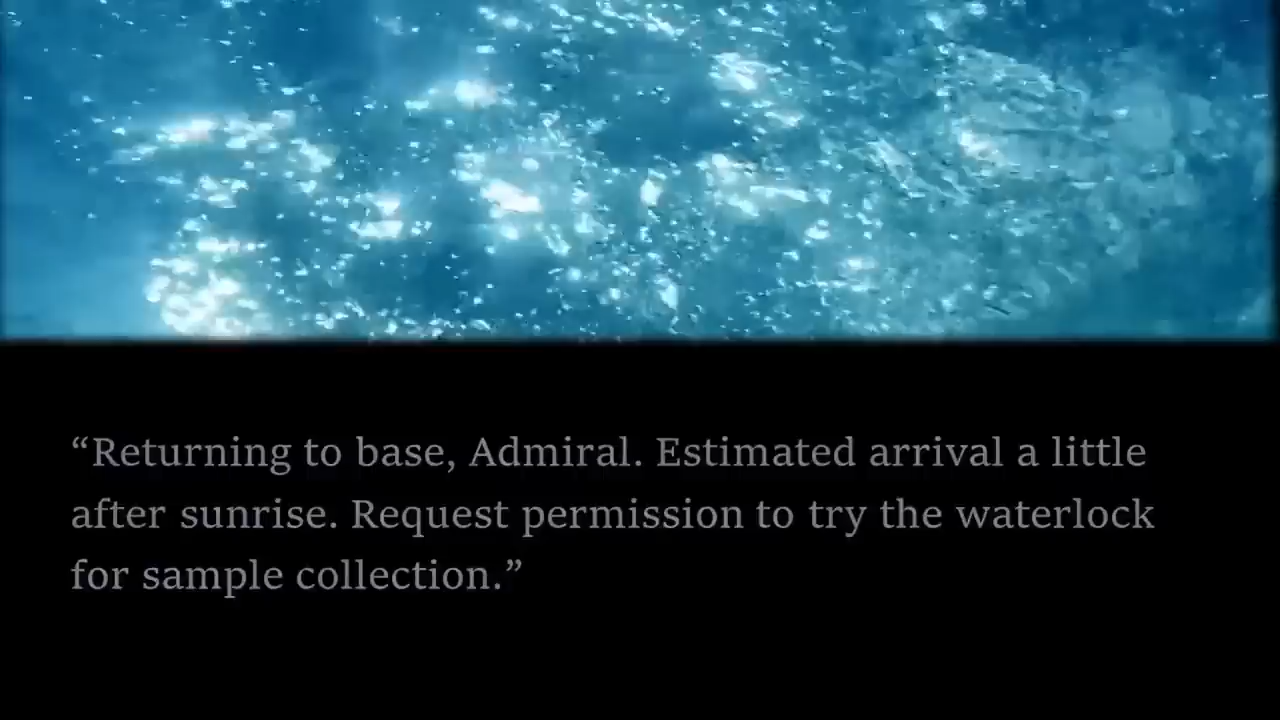 “Returning to base, Admiral. Estimated arrival a little
after sunrise. Request permission to try the waterlock
for sample collection.”